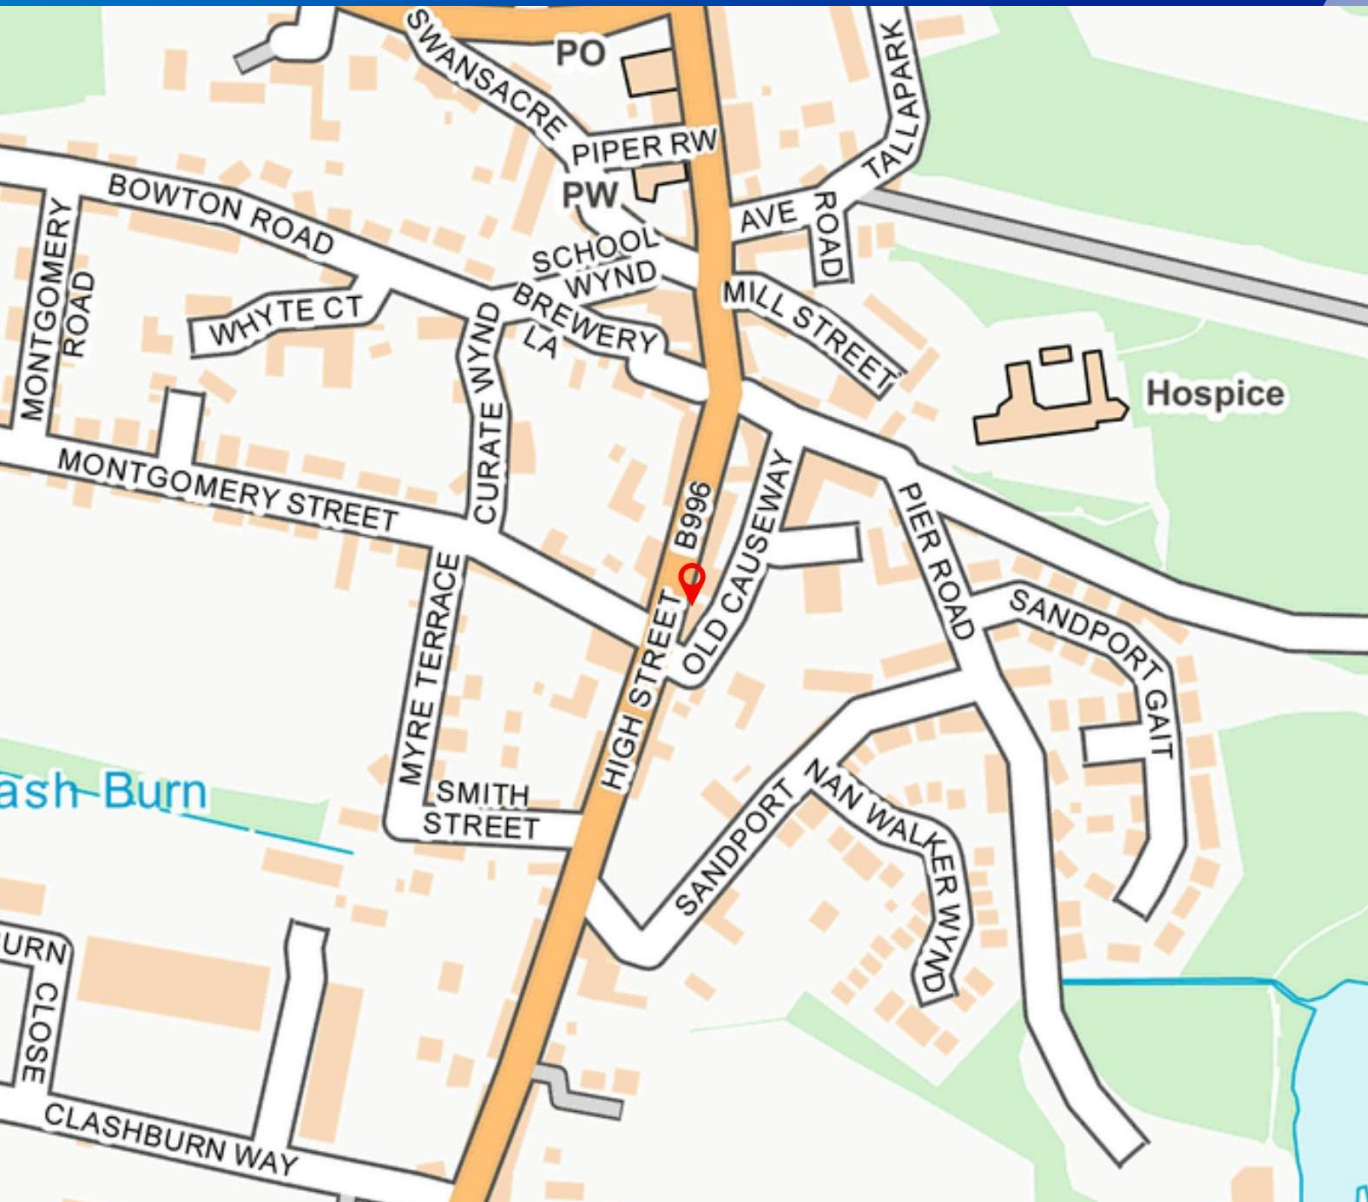 SWANSACRE
PO
TALLAPARK
PIPER RW
PW
BOWTON ROAD
AVE
ROAD
MONTGOMERY
ROAD
SCHOOL
WYND
WHYTE CT
BREWERY
LA
MILL STREET
CURATE WYND
Hospice
MONTGOMERY STREET
B996
OLD CAUSEWAY
PIER ROAD
MYRE TERRACE
HIGH STREET
SANDPORT GAIT
ash Burn
SMITH
STREET
SANDPORT
NAN WALKER WYND
URN
CLOSE
CLASHBURN WAY